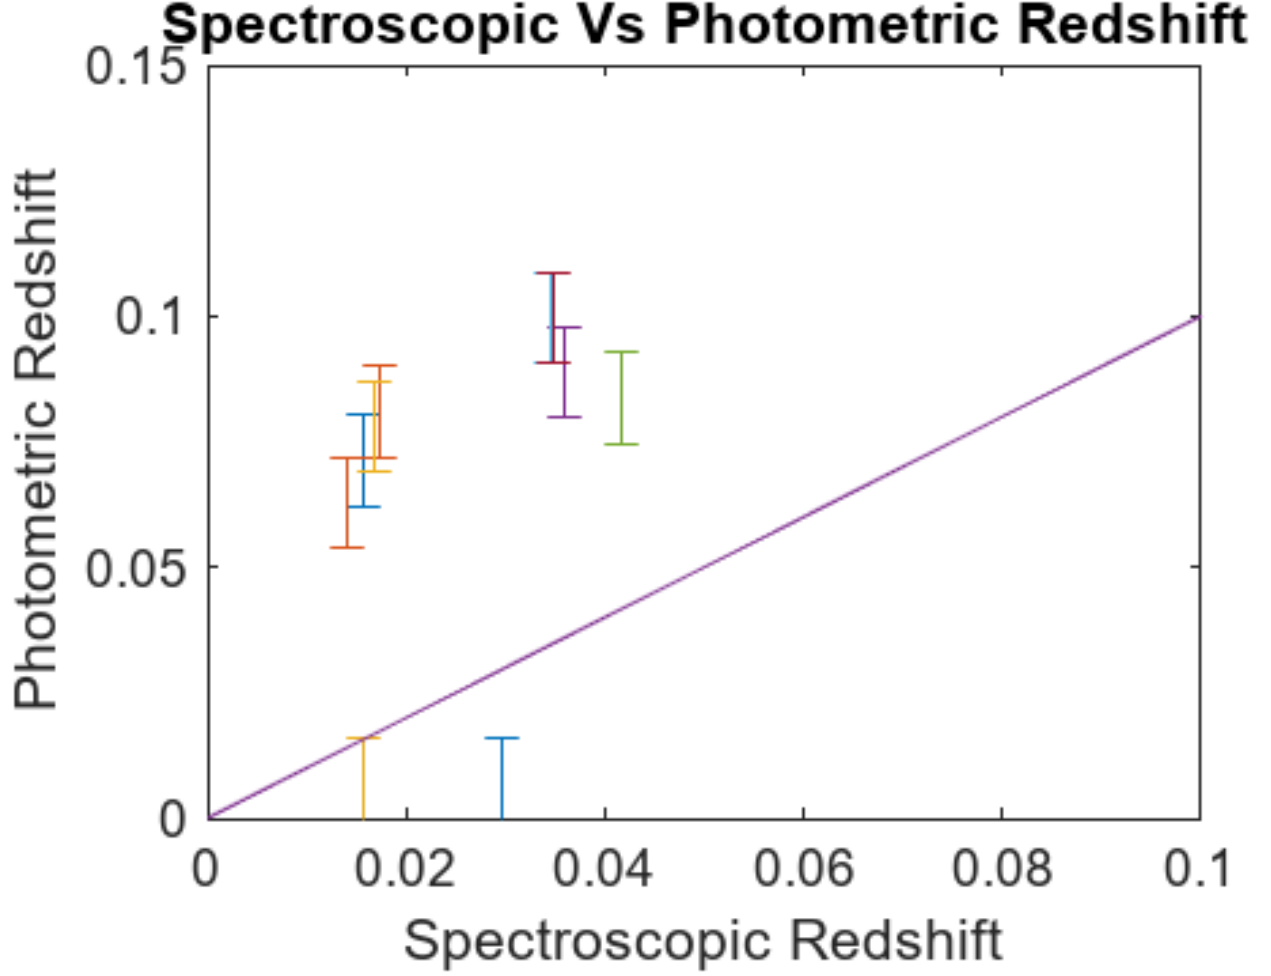 Spectroscopic Vs Photometric Redshift
0.15
0.1
0.05
0
Photometric Redshift
0 0.02 0.04 0.06 0.08 0.1
Spectroscopic Redshift